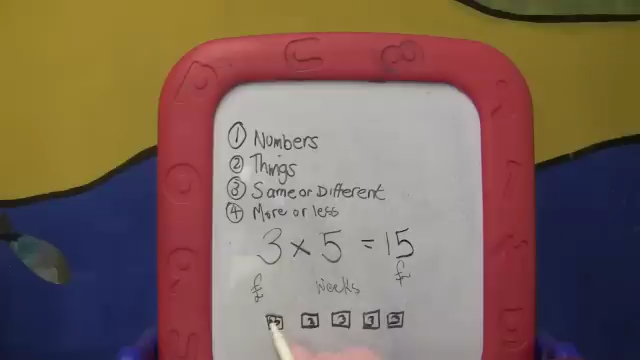 ① Numbers
② Things
③ Same or Different
④ More or less
3 × 5 = 15
£ weeks £
3 3 3 3 3